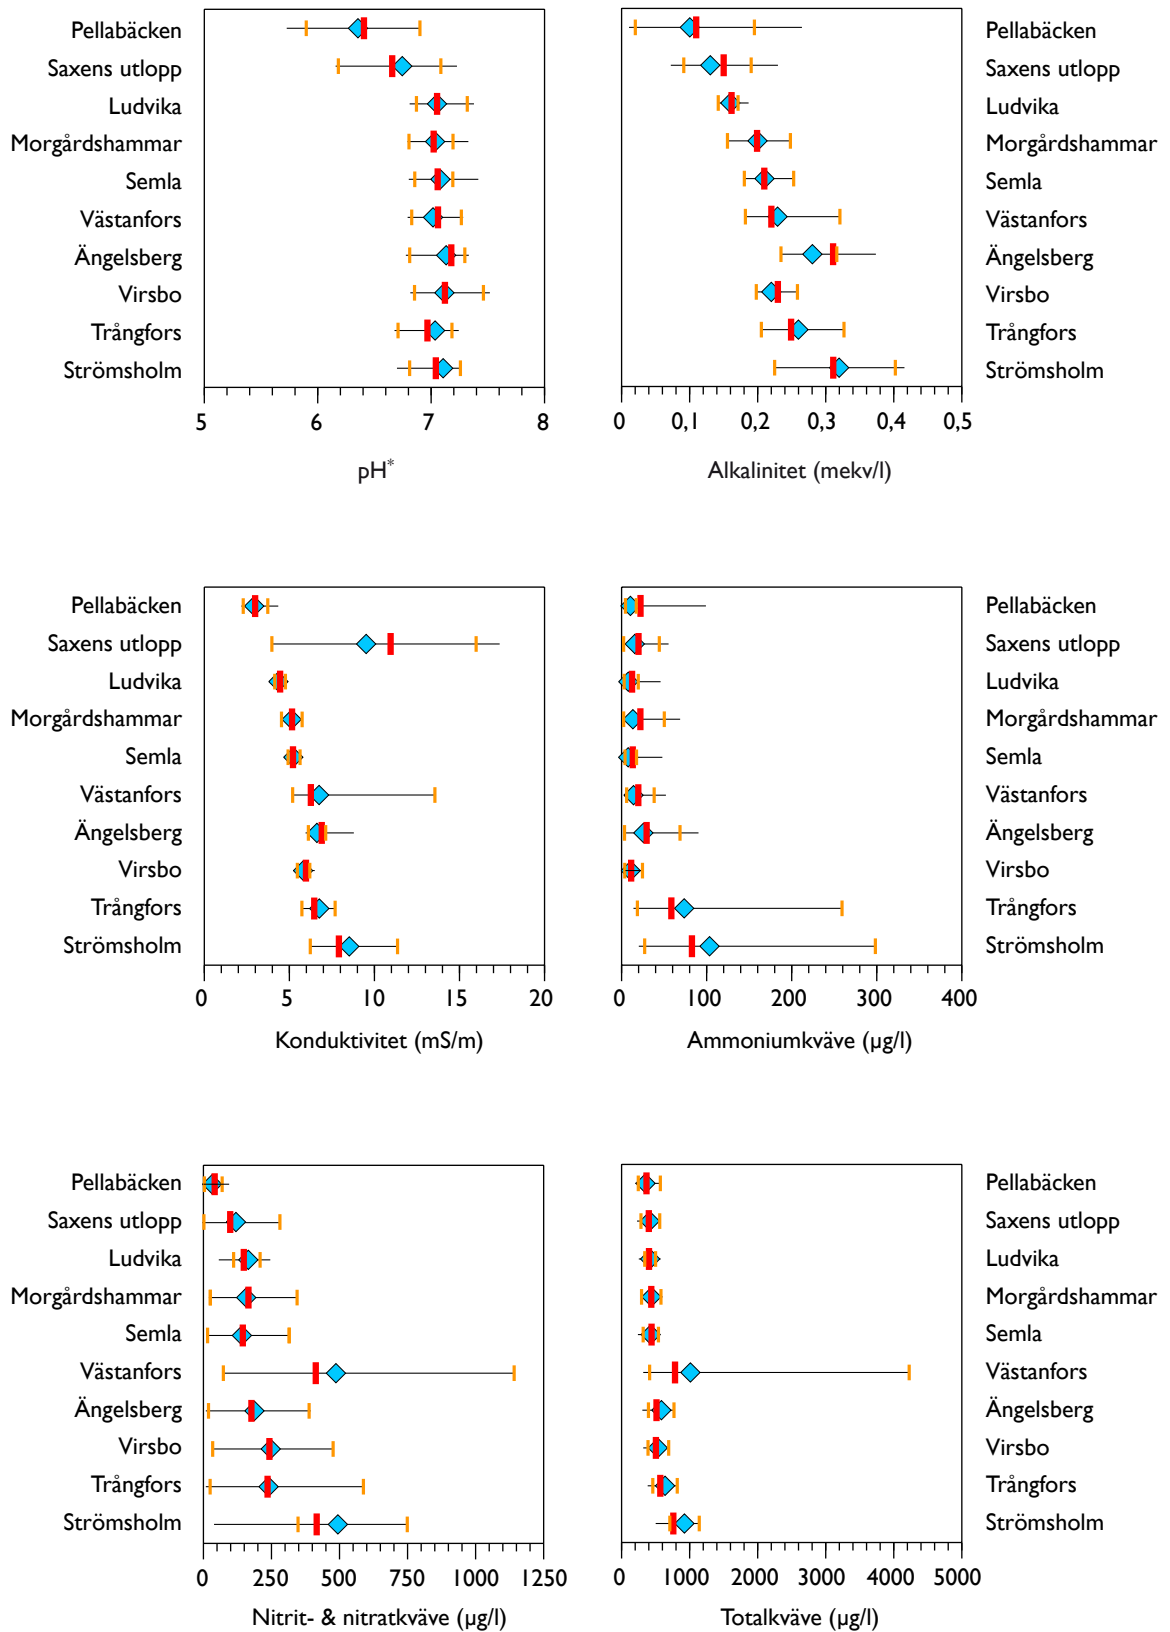 Pellabäcken
Saxens utlopp
Ludvika
Morgårdshammar
Semla
Västanfors
Ängelsberg
Virsbo
Trångfors
Strömsholm
5 6 7 8
pH*
Pellabäcken
Saxens utlopp
Ludvika
Morgårdshammar
Semla
Västanfors
Ängelsberg
Virsbo
Trångfors
Strömsholm
0 0,1 0,2 0,3 0,4 0,5
Alkalinitet (mekv/l)
Pellabäcken
Saxens utlopp
Ludvika
Morgårdshammar
Semla
Västanfors
Ängelsberg
Virsbo
Trångfors
Strömsholm
0 5 10 15 20
Konduktivitet (mS/m)
Pellabäcken
Saxens utlopp
Ludvika
Morgårdshammar
Semla
Västanfors
Ängelsberg
Virsbo
Trångfors
Strömsholm
0 100 200 300 400
Ammoniumkväve (µg/l)
Pellabäcken
Saxens utlopp
Ludvika
Morgårdshammar
Semla
Västanfors
Ängelsberg
Virsbo
Trångfors
Strömsholm
0 250 500 750 1000 1250
Nitrit- & nitratkväve (µg/l)
Pellabäcken
Saxens utlopp
Ludvika
Morgårdshammar
Semla
Västanfors
Ängelsberg
Virsbo
Trångfors
Strömsholm
0 1000 2000 3000 4000 5000
Totalkväve (µg/l)